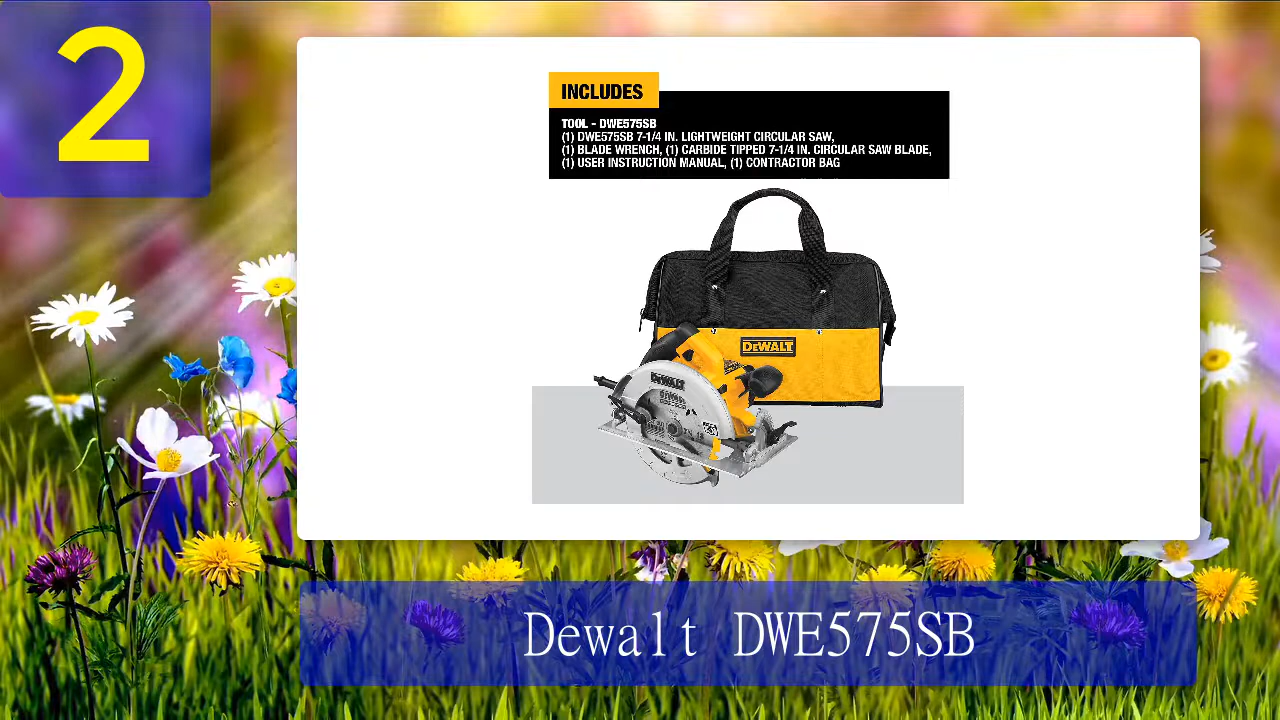 2
INCLUDES
TOOL - DWE575SB
(1) DWE575SB 7-1/4 IN. LIGHTWEIGHT CIRCULAR SAW,
(1) BLADE WRENCH, (1) CARBIDE TIPPED 7-1/4 IN. CIRCULAR SAW BLADE,
(1) USER INSTRUCTION MANUAL, (1) CONTRACTOR BAG
DEWALT
DEWALT
DEWALT
Dewalt DWE575SB